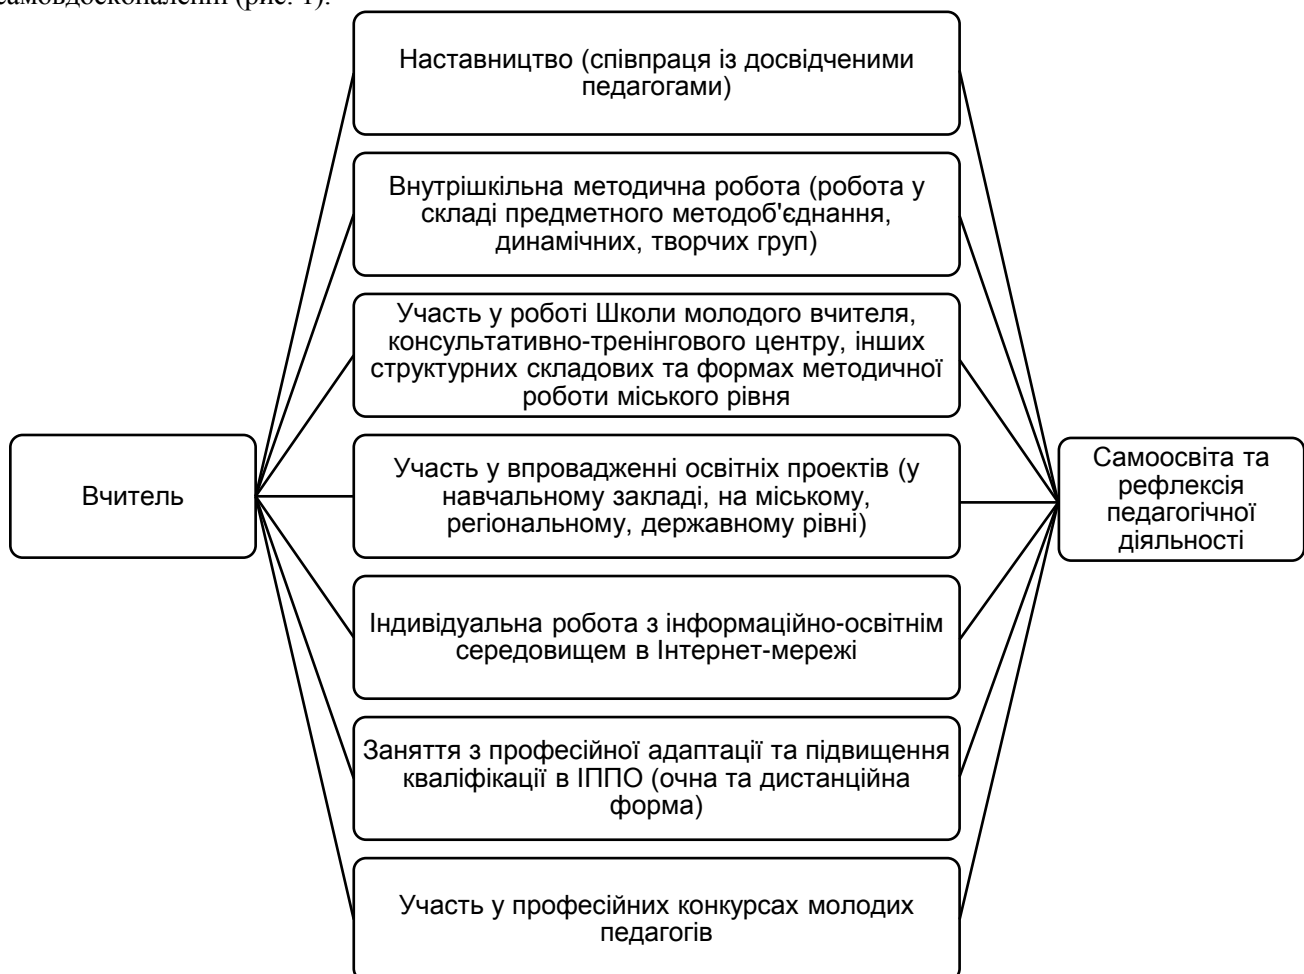 самовдосконаленні (рис. 1).
Наставництво (співпраця із досвідченими
педагогами)
Внутрішкільна методична робота (робота у
складі предметного методоб'єднання,
динамічних, творчих груп)
Участь у роботі Школи молодого вчителя,
консультативно-тренінгового центру, інших
структурних складових та формах методичної
роботи міського рівня
Вчитель
Участь у впровадженні освітніх проектів (у
навчальному закладі, на міському,
регіональному, державному рівні)
Самоосвіта та
рефлексія
педагогічної
діяльності
Індивідуальна робота з інформаційно-освітнім
середовищем в Інтернет-мережі
Заняття з професійної адаптації та підвищення
кваліфікації в ІППО (очна та дистанційна
форма)
Участь у професійних конкурсах молодих
педагогів